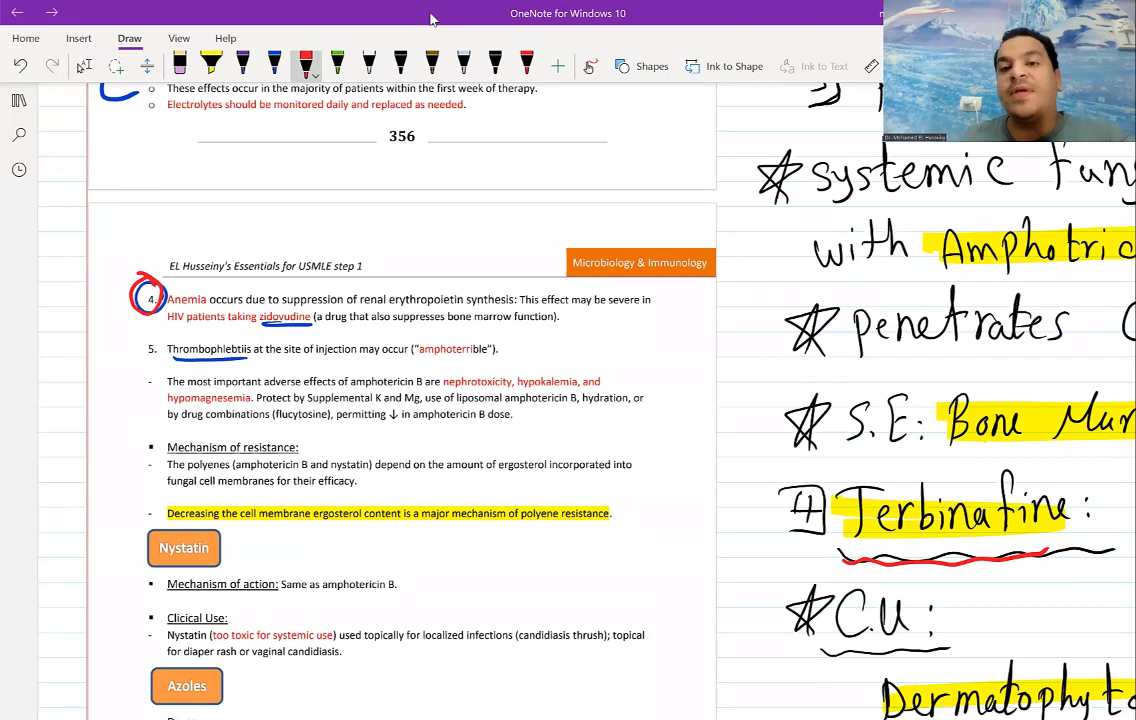 OneNote for Windows 10
Home Insert Draw View Help
Shapes Ink to Shape Ink to Text
Dr. Mohamed EL Husseiny
o These effects occur in the majority of patients within the first week of therapy.
o Electrolytes should be monitored daily and replaced as needed.
356
EL Husseiny's Essentials for USMLE step 1
Microbiology & Immunology
4. Anemia occurs due to suppression of renal erythropoietin synthesis: This effect may be severe in
HIV patients taking zidovudine (a drug that also suppresses bone marrow function).
5. Thrombophlebtiis at the site of injection may occur ("amphoterrible").
- The most important adverse effects of amphotericin B are nephrotoxicity, hypokalemia, and
hypomagnesemia. Protect by Supplemental K and Mg, use of liposomal amphotericin B, hydration, or
by drug combinations (flucytosine), permitting ↓ in amphotericin B dose.
▪ Mechanism of resistance:
- The polyenes (amphotericin B and nystatin) depend on the amount of ergosterol incorporated into
fungal cell membranes for their efficacy.
- Decreasing the cell membrane ergosterol content is a major mechanism of polyene resistance.
Nystatin
▪ Mechanism of action: Same as amphotericin B.
▪ Clicical Use:
- Nystatin (too toxic for systemic use) used topically for localized infections (candidiasis thrush); topical
for diaper rash or vaginal candidiasis.
Azoles
systemic fun
with Amphotric
penetrates C
S.E: Bone Mur
4 Terbinafine:
C.U:
Dermatophyto